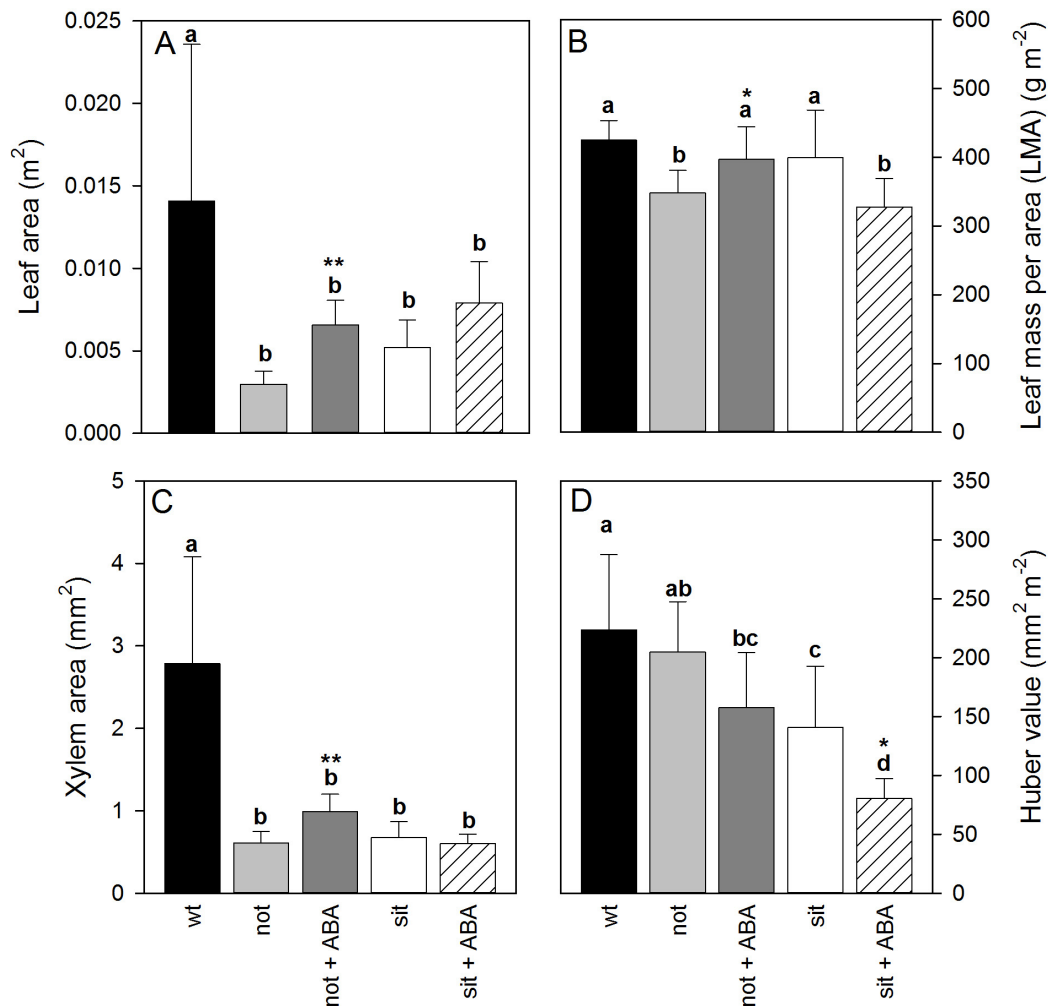 A
Leaf area (m²)
0.025
0.020
0.015
0.010
0.005
0.000
a
b
**
b
b
b
B
Leaf mass per area (LMA) (g m⁻²)
600
500
400
300
200
100
0
a
b
*
a
a
b
C
Xylem area (mm²)
5
4
3
2
1
0
a
b
**
b
b
b
wt
not
not + ABA
sit
sit + ABA
D
Huber value (mm² m⁻²)
350
300
250
200
150
100
50
0
a
ab
bc
c
*
d
wt
not
not + ABA
sit
sit + ABA